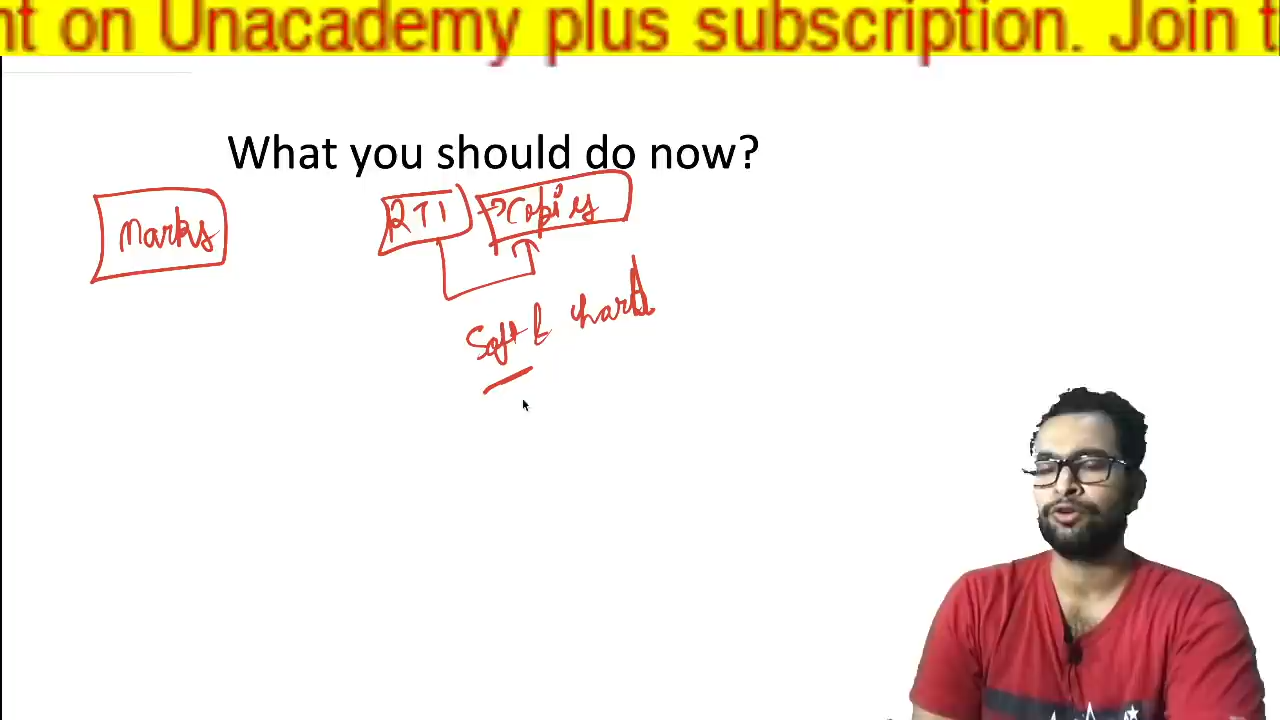 nt on Unacademy plus subscription. Join t
What you should do now?
Marks RTI → Copies
Soft & hard